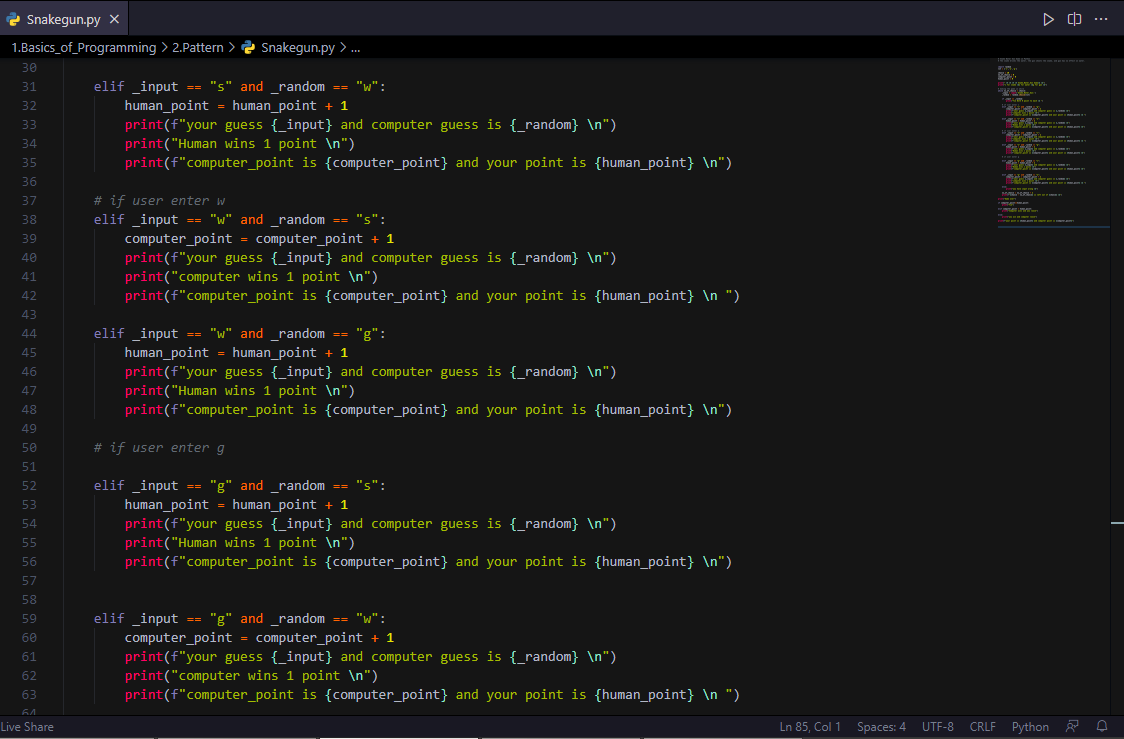 Snakegun.py
1.Basics_of_Programming > 2.Pattern > Snakegun.py > ...
30
31 elif _input == "s" and _random == "w":
32 human_point = human_point + 1
33 print(f"your guess {_input} and computer guess is {_random} \n")
34 print("Human wins 1 point \n")
35 print(f"computer_point is {computer_point} and your point is {human_point} \n")
36
37 # if user enter w
38 elif _input == "w" and _random == "s":
39 computer_point = computer_point + 1
40 print(f"your guess {_input} and computer guess is {_random} \n")
41 print("computer wins 1 point \n")
42 print(f"computer_point is {computer_point} and your point is {human_point} \n ")
43
44 elif _input == "w" and _random == "g":
45 human_point = human_point + 1
46 print(f"your guess {_input} and computer guess is {_random} \n")
47 print("Human wins 1 point \n")
48 print(f"computer_point is {computer_point} and your point is {human_point} \n")
49
50 # if user enter g
51
52 elif _input == "g" and _random == "s":
53 human_point = human_point + 1
54 print(f"your guess {_input} and computer guess is {_random} \n")
55 print("Human wins 1 point \n")
56 print(f"computer_point is {computer_point} and your point is {human_point} \n")
57
58
59 elif _input == "g" and _random == "w":
60 computer_point = computer_point + 1
61 print(f"your guess {_input} and computer guess is {_random} \n")
62 print("computer wins 1 point \n")
63 print(f"computer_point is {computer_point} and your point is {human_point} \n ")
64
Live Share Ln 85, Col 1 Spaces: 4 UTF-8 CRLF Python